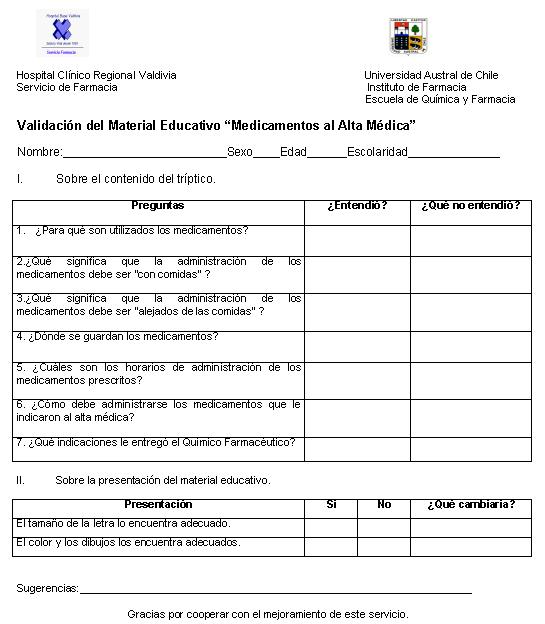 Hospital Base Valdivia
Servicio Farmacia
Hospital Clínico Regional Valdivia
Universidad Austral de Chile
Servicio de Farmacia
Instituto de Farmacia
Escuela de Química y Farmacia
Validación del Material Educativo “Medicamentos al Alta Médica”
Nombre:__________________________Sexo____Edad______Escolaridad______________
I. Sobre el contenido del tríptico.
Preguntas ¿Entendió? ¿Qué no entendió?
1. ¿Para qué son utilizados los medicamentos?
2.¿Qué significa que la administración de los
medicamentos debe ser "con comidas" ?
3.¿Qué significa que la administración de los
medicamentos debe ser "alejados de las comidas" ?
4. ¿Dónde se guardan los medicamentos?
5. ¿Cuáles son los horarios de administración de los
medicamentos prescritos?
6. ¿Cómo debe administrarse los medicamentos que le
indicaron al alta médica?
7. ¿Qué indicaciones le entregó el Químico Farmacéutico?
II. Sobre la presentación del material educativo.
Presentación Si No ¿Qué cambiaría?
El tamaño de la letra lo encuentra adecuado.
El color y los dibujos los encuentra adecuados.
Sugerencias:______________________________________________________________
Gracias por cooperar con el mejoramiento de este servicio.